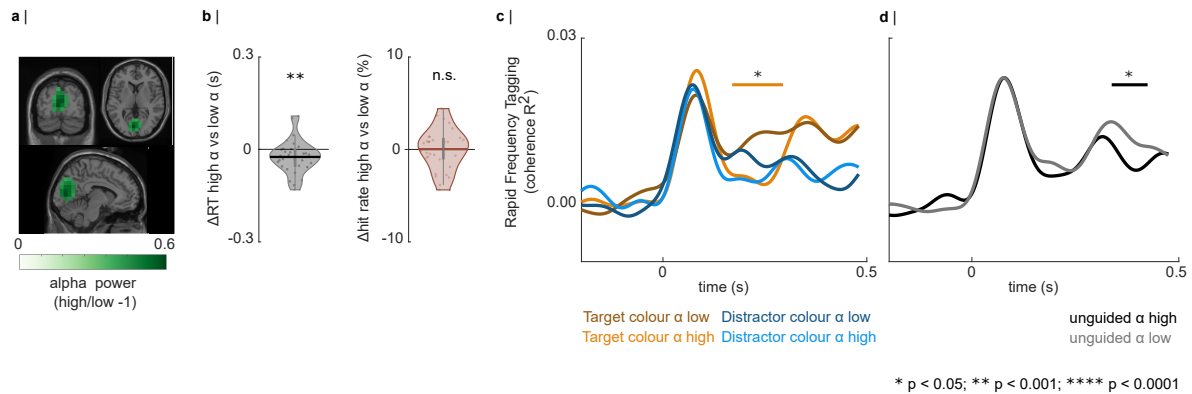 a |
b |
c |
d |
0
0.6
alpha power
(high/low -1)
ΔRT high α vs low α (s)
0.3
0
-0.3
**
Δhit rate high α vs low α (%)
10
0
-10
n.s.
Rapid Frequency Tagging
(coherence R²)
0.03
0.00
*
0
0.5
time (s)
Target colour α low
Distractor colour α low
Target colour α high
Distractor colour α high
*
0
0.5
time (s)
unguided α high
unguided α low
* p < 0.05; ** p < 0.001; **** p < 0.0001